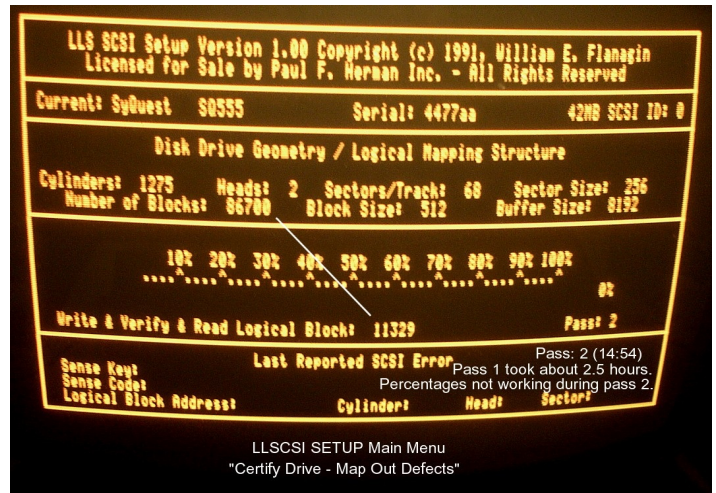 LLS SCSI Setup Version 1.00 Copyright (c) 1991, William E. Flanagin
Licensed for Sale by Paul F. Herman Inc. - All Rights Reserved
Current: SyQuest SQ555 Serial: 4477aa 42MB SCSI ID: 0
Disk Drive Geometry / Logical Mapping Structure
Cylinders: 1275 Heads: 2 Sectors/Track: 68 Sector Size: 256
Number of Blocks: 86700 Block Size: 512 Buffer Size: 8192
10% 20% 30% 40% 50% 60% 70% 80% 90% 100%
....^....^....^....^....^....^....^....^....^....^
0%
Write & Verify & Read Logical Block: 11329 Pass: 2
Last Reported SCSI Error
Pass: 2 (14:54)
Sense Key:
Pass 1 took about 2.5 hours.
Sense Code:
Percentages not working during pass 2.
Logical Block Address: Cylinder: Head: Sector:
LLSCSI SETUP Main Menu
"Certify Drive - Map Out Defects"